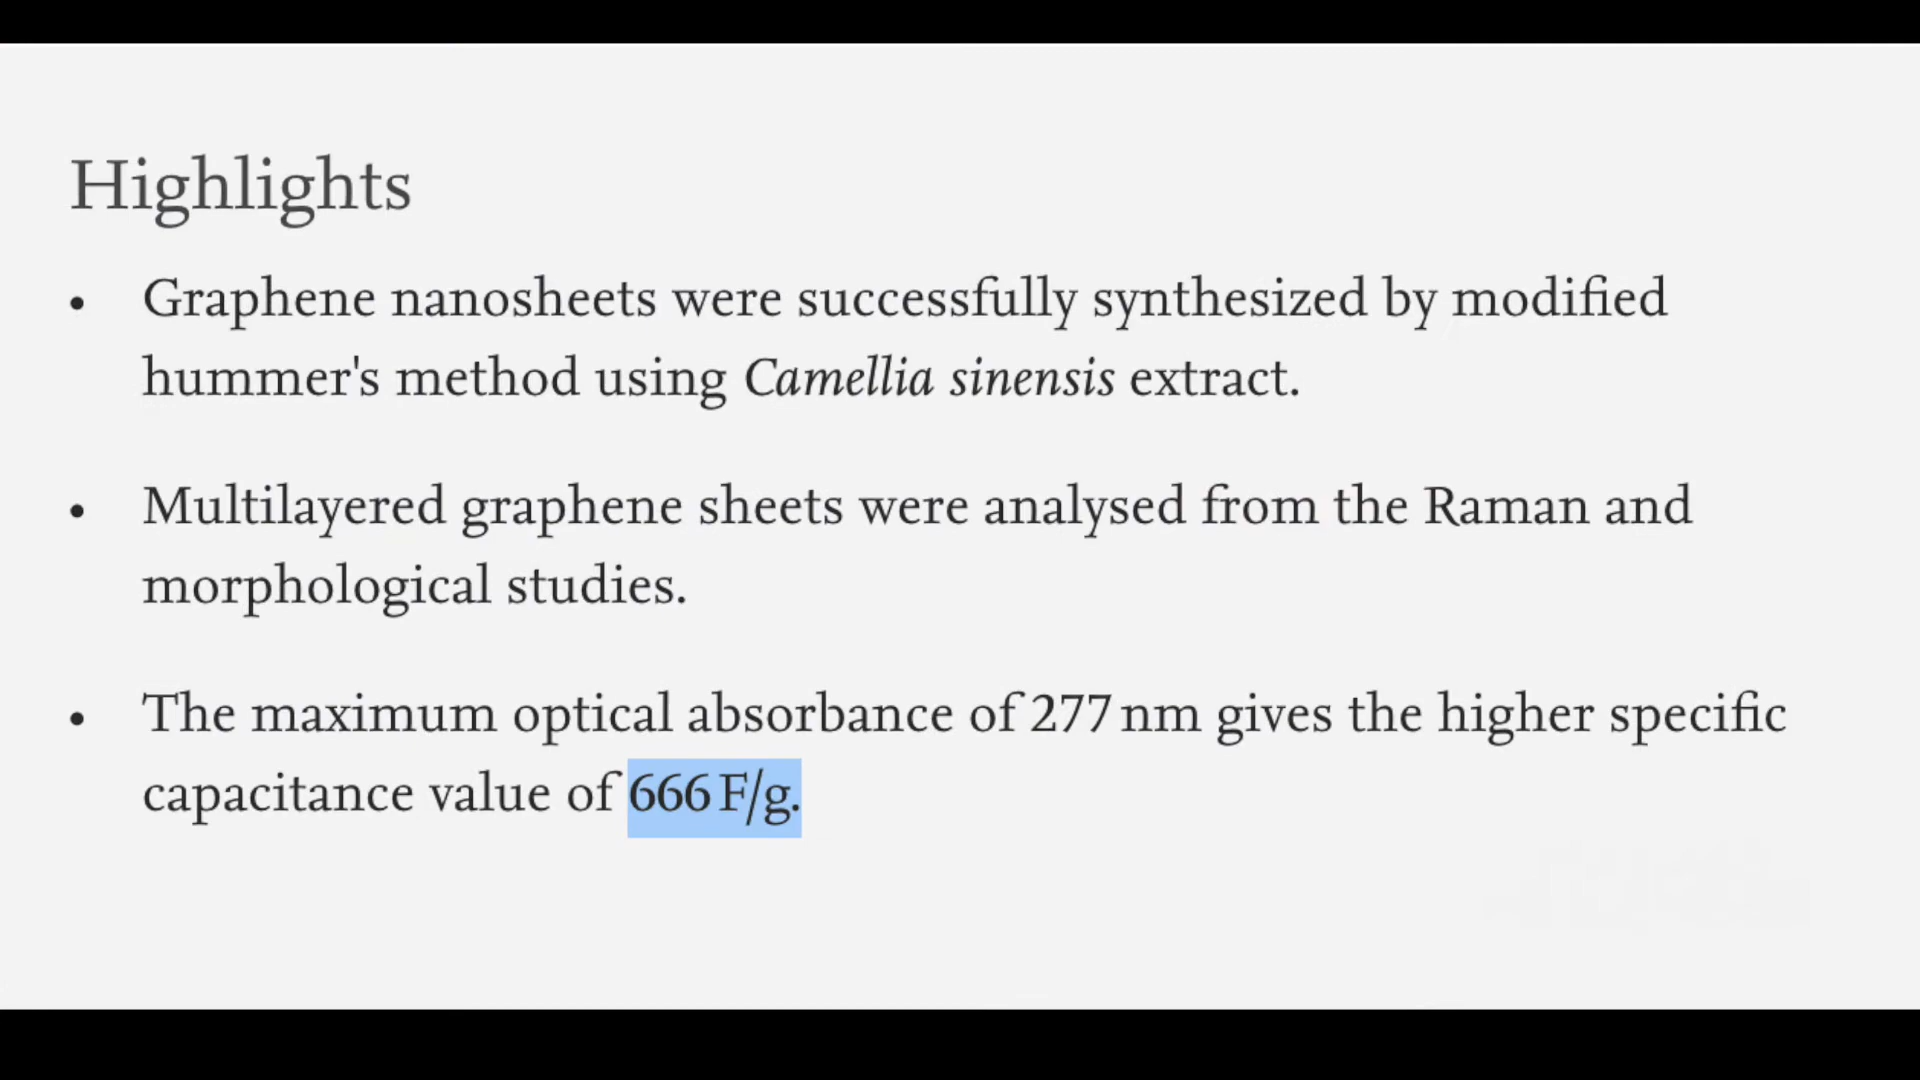 Highlights
• Graphene nanosheets were successfully synthesized by modified
hummer's method using Camellia sinensis extract.
• Multilayered graphene sheets were analysed from the Raman and
morphological studies.
• The maximum optical absorbance of 277 nm gives the higher specific
capacitance value of 666 F/g.